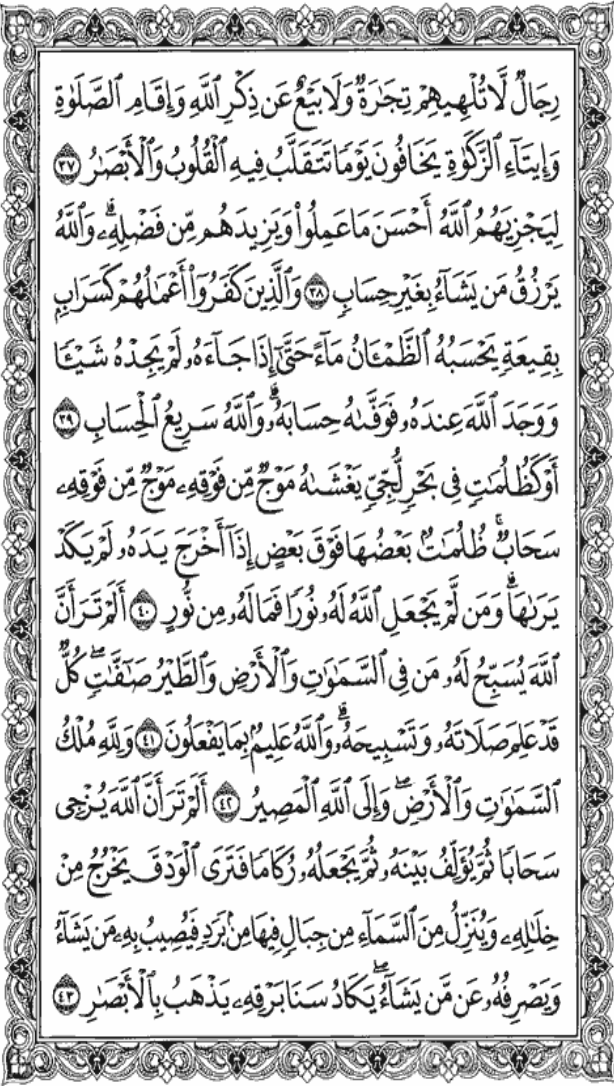 رِجَالٌ لَّا تُلْهِيهِمْ تِجَٰرَةٌ وَلَا بَيْعٌ عَن ذِكْرِ ٱللَّهِ وَإِقَامِ ٱلصَّلَوٰةِ
وَإِيتَآءِ ٱلزَّكَوٰةِ يَخَافُونَ يَوْمًا تَتَقَلَّبُ فِيهِ ٱلْقُلُوبُ وَٱلْأَبْصَٰرُ ٣٧
لِيَجْزِيَهُمُ ٱللَّهُ أَحْسَنَ مَا عَمِلُوا۟ وَيَزِيدَهُم مِّن فَضْلِهِۦ ۗ وَٱللَّهُ
يَرْزُقُ مَن يَشَآءُ بِغَيْرِ حِسَابٍ ٣٨ وَٱلَّذِينَ كَفَرُوٓا۟ أَعْمَٰلُهُمْ كَسَرَابٍۭ
بِقِيعَةٍ يَحْسَبُهُ ٱلظَّمْـَٔانُ مَآءً حَتَّىٰٓ إِذَا جَآءَهُۥ لَمْ يَجِدْهُ شَيْـًٔا
وَوَجَدَ ٱللَّهَ عِندَهُۥ فَوَفَّىٰهُ حِسَابَهُۥ ۗ وَٱللَّهُ سَرِيعُ ٱلْحِسَابِ ٣٩
أَوْ كَظُلُمَٰتٍ فِى بَحْرٍ لُّجِّىٍّ يَغْشَىٰهُ مَوْجٌ مِّن فَوْقِهِۦ مَوْجٌ مِّن فَوْقِهِۦ
سَحَابٌ ۚ ظُلُمَٰتٌۢ بَعْضُهَا فَوْقَ بَعْضٍ إِذَآ أَخْرَجَ يَدَهُۥ لَمْ يَكَدْ
يَرَىٰهَا ۗ وَمَن لَّمْ يَجْعَلِ ٱللَّهُ لَهُۥ نُورًا فَمَا لَهُۥ مِن نُّورٍ ٤٠ أَلَمْ تَرَ أَنَّ
ٱللَّهَ يُسَبِّحُ لَهُۥ مَن فِى ٱلسَّمَٰوَٰتِ وَٱلْأَرْضِ وَٱلطَّيْرُ صَٰٓفَّٰتٍ ۖ كُلٌّ
قَدْ عَلِمَ صَلَاتَهُۥ وَتَسْبِيحَهُۥ ۗ وَٱللَّهُ عَلِيمٌۢ بِمَا يَفْعَلُونَ ٤١ وَلِلَّهِ مُلْكُ
ٱلسَّمَٰوَٰتِ وَٱلْأَرْضِ ۖ وَإِلَى ٱللَّهِ ٱلْمَصِيرُ ٤٢ أَلَمْ تَرَ أَنَّ ٱللَّهَ يُزْجِى
سَحَابًا ثُمَّ يُؤَلِّفُ بَيْنَهُۥ ثُمَّ يَجْعَلُهُۥ رُكَامًا فَتَرَى ٱلْوَدْقَ يَخْرُجُ مِنْ
خِلَٰلِهِۦ وَيُنَزِّلُ مِنَ ٱلسَّمَآءِ مِن جِبَالٍ فِيهَا مِنۢ بَرَدٍ فَيُصِيبُ بِهِۦ مَن يَشَآءُ
وَيَصْرِفُهُۥ عَن مَّن يَشَآءُ ۖ يَكَادُ سَنَا بَرْقِهِۦ يَذْهَبُ بِٱلْأَبْصَٰرِ ٤٣